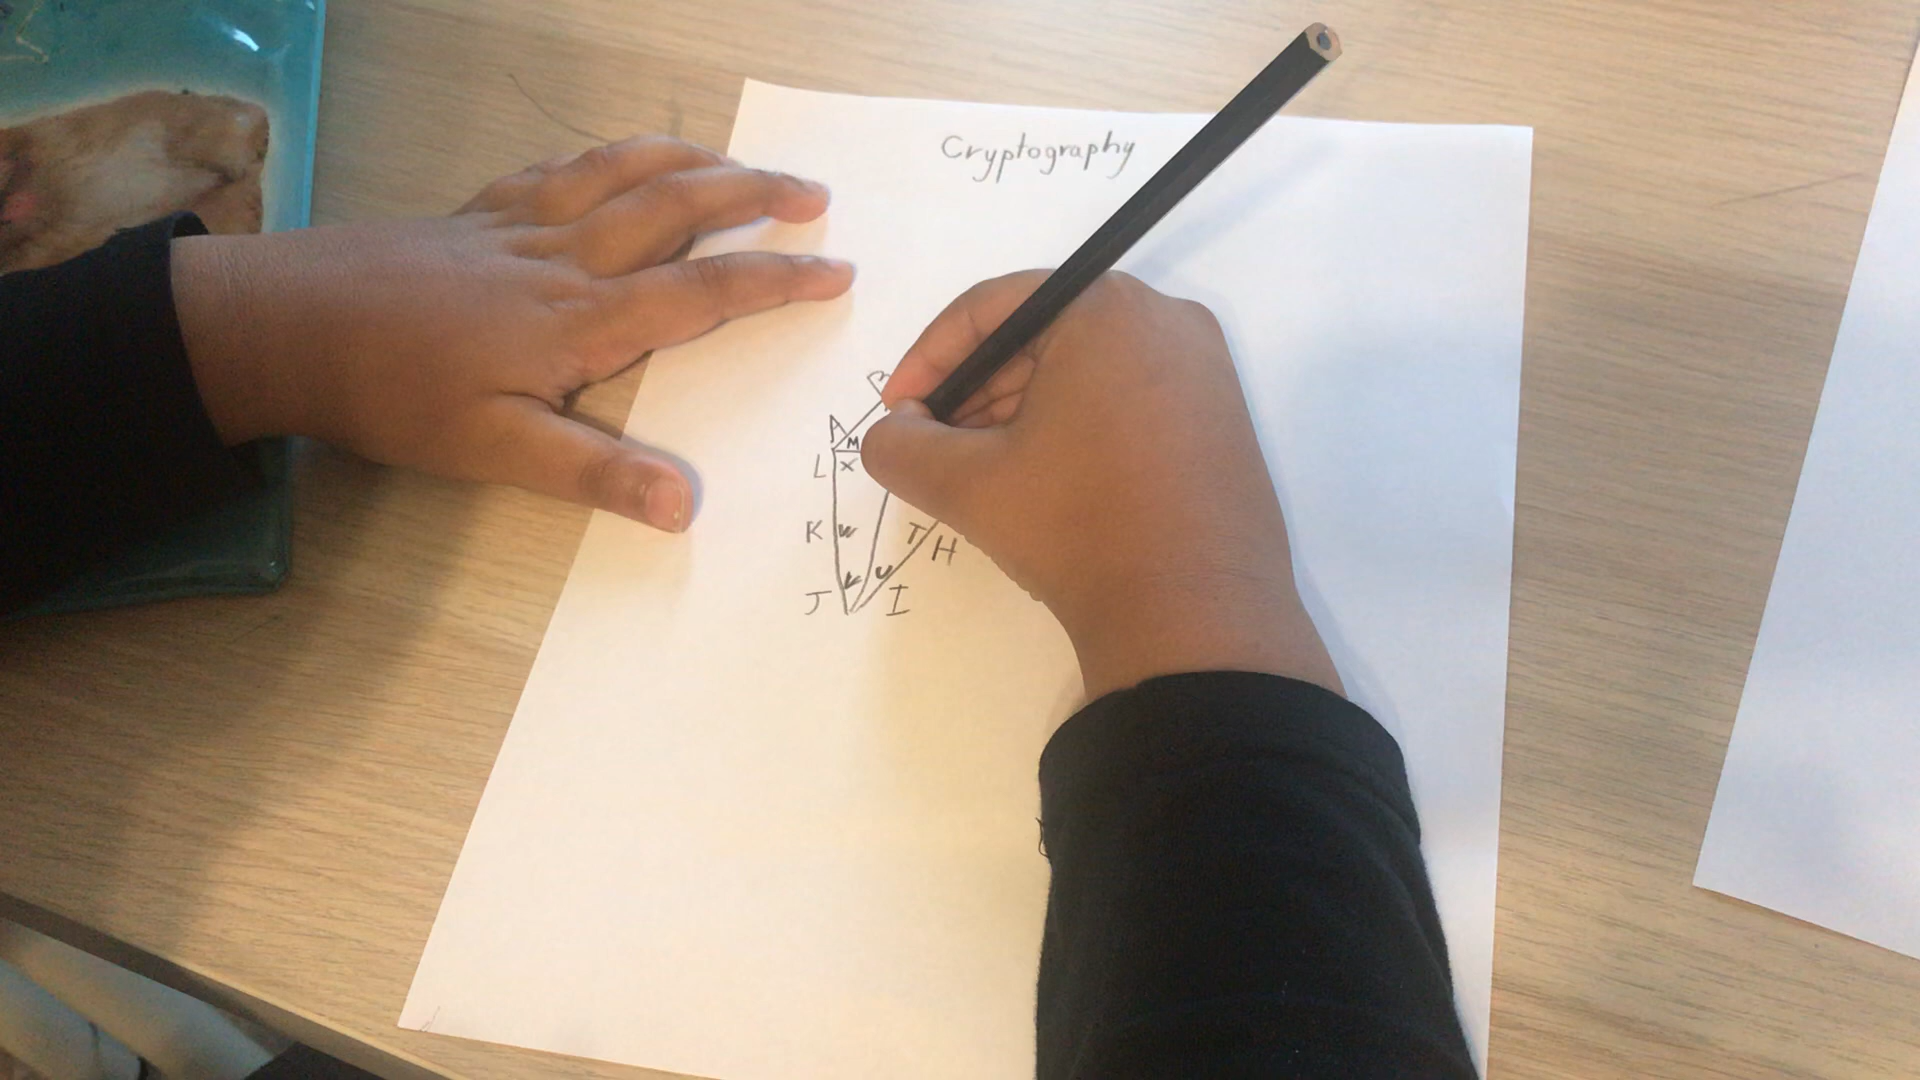 Cryptography
B
A M
L X
K W T H
J V U I